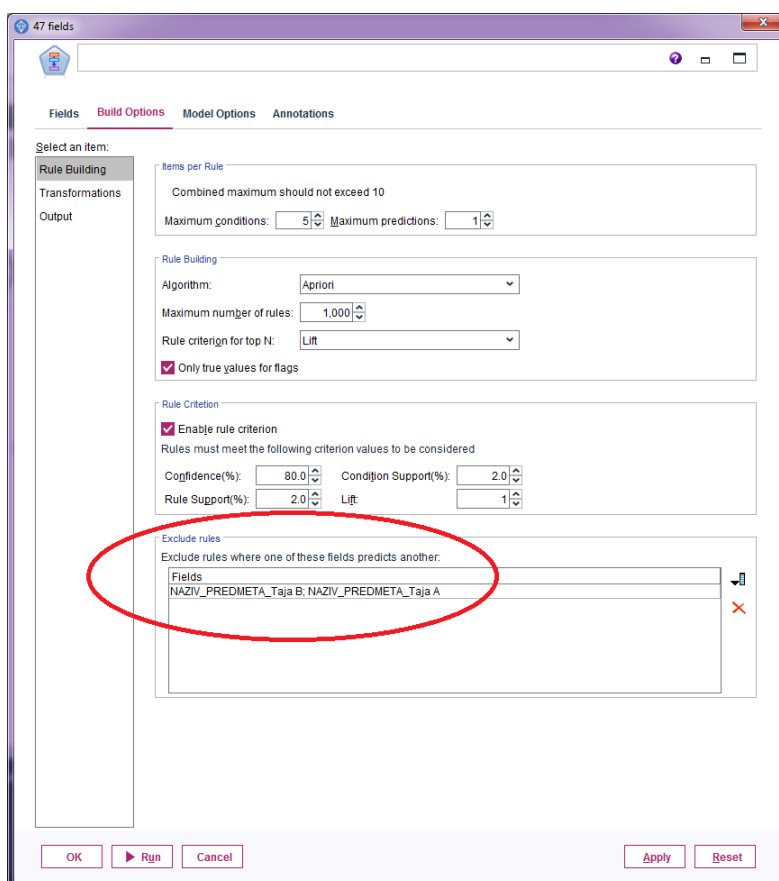 47 fields
Fields Build Options Model Options Annotations
Select an item:
Rule Building
Transformations
Output
Items per Rule
Combined maximum should not exceed 10
Maximum conditions: 5 Maximum predictions: 1
Rule Building
Algorithm: Apriori
Maximum number of rules: 1,000
Rule criterion for top N: Lift
Only true values for flags
Rule Critetion
Enable rule criterion
Rules must meet the following criterion values to be considered
Confidence(%): 80.0 Condition Support(%): 2.0
Rule Support(%): 2.0 Lift: 1
Exclude rules
Exclude rules where one of these fields predicts another:
Fields
NAZIV_PREDMETA_Taja B; NAZIV_PREDMETA_Taja A
OK Run Cancel Apply Reset